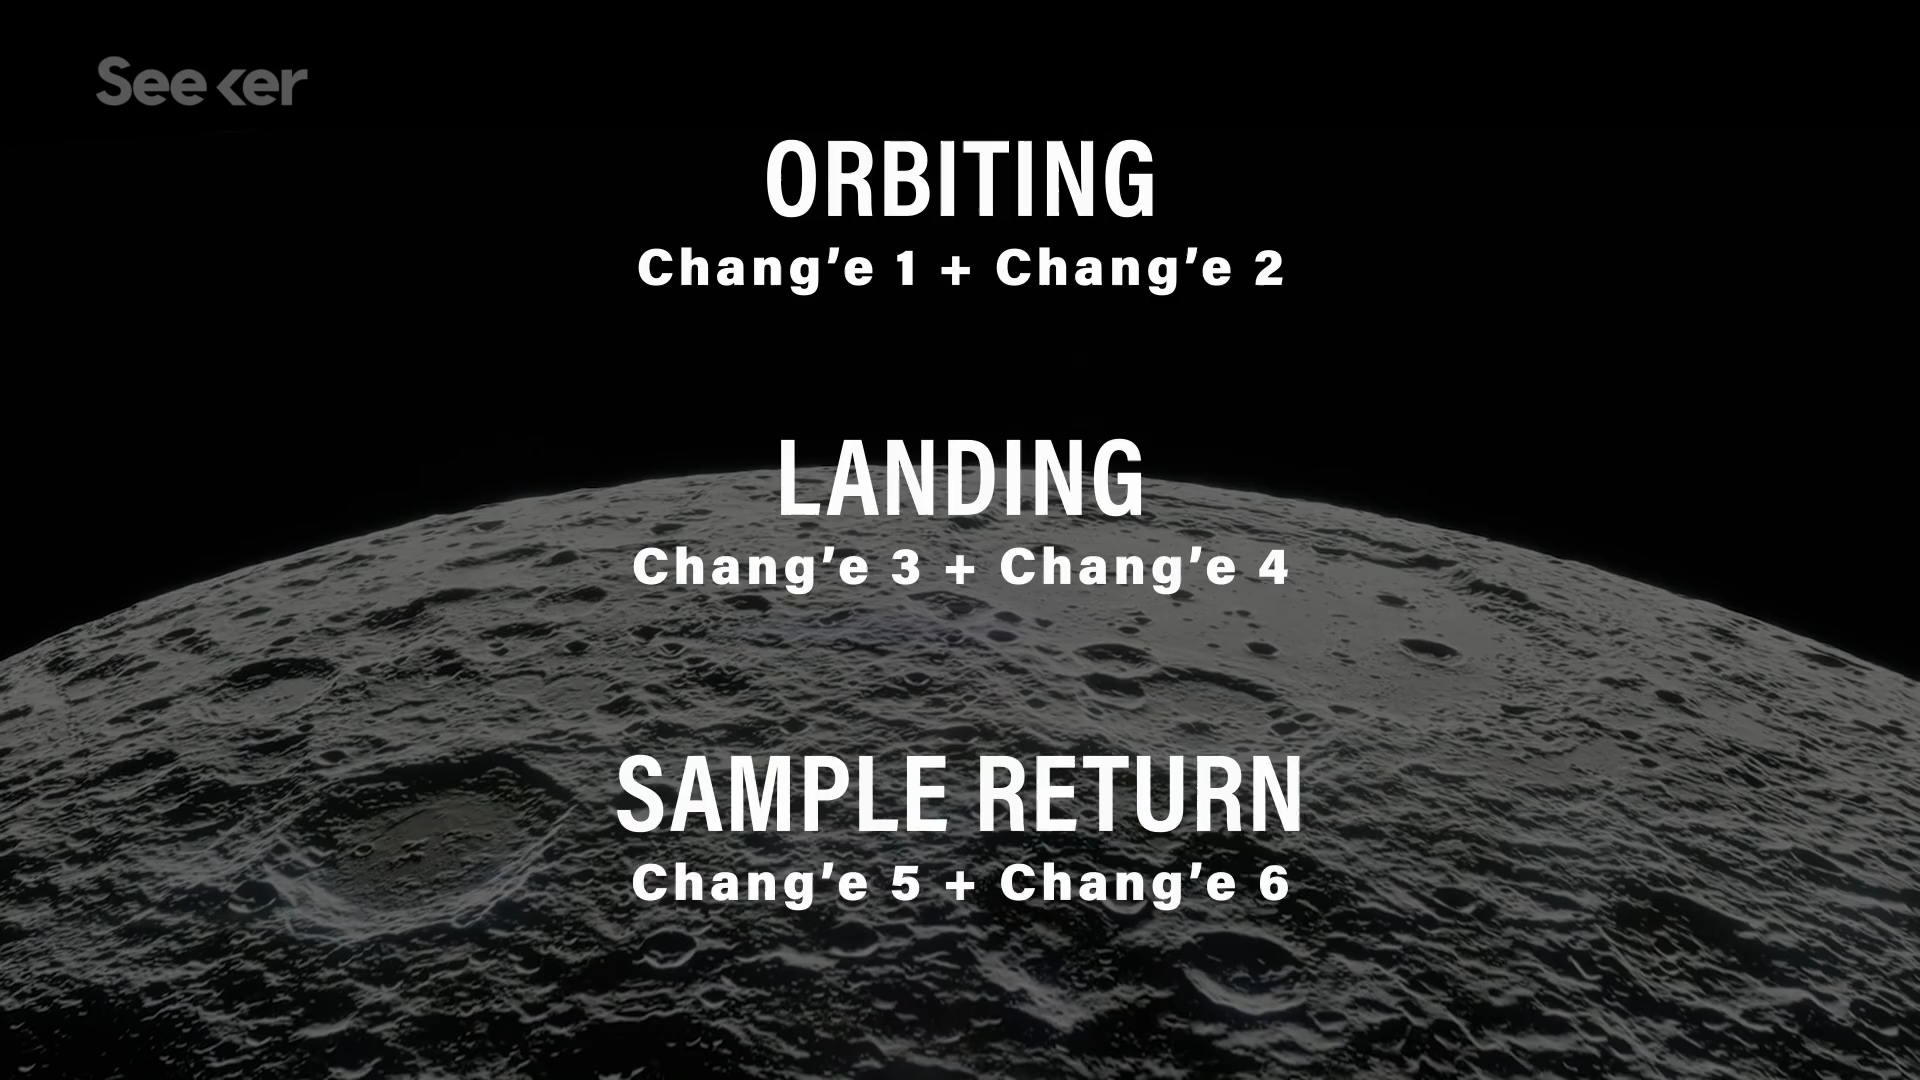 Seeker
ORBITING
Chang’e 1 + Chang’e 2
LANDING
Chang’e 3 + Chang’e 4
SAMPLE RETURN
Chang’e 5 + Chang’e 6